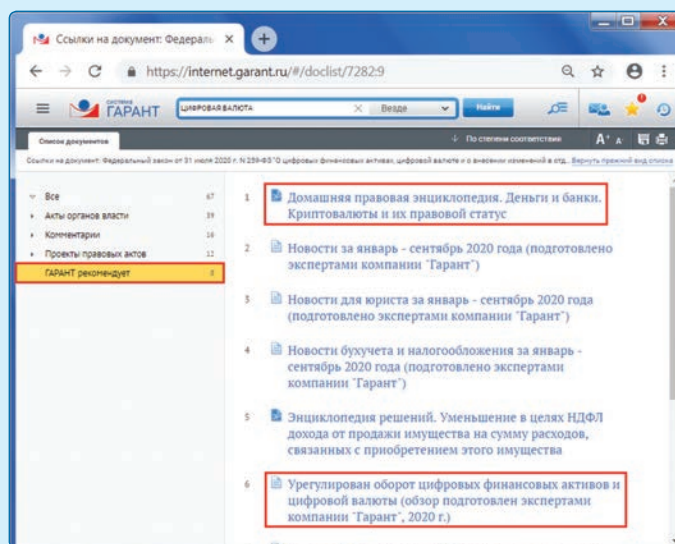 Ссылки на документ: Федераль
https://internet.garant.ru/#/doclist/7282:9
СИСТЕМА
ГАРАНТ
ЦИФРОВАЯ ВАЛЮТА
Везде
Найти
Список документов
По степени соответствия
Ссылки на документ: Федеральный закон от 31 июля 2020 г. N 259-ФЗ "О цифровых финансовых активах, цифровой валюте и о внесении изменений в отд... Вернуть прежний вид списка
Все 67
Акты органов власти 39
Комментарии 16
Проекты правовых актов 12
ГАРАНТ рекомендует 8
1 Домашняя правовая энциклопедия. Деньги и банки.
Криптовалюты и их правовой статус
2 Новости за январь - сентябрь 2020 года (подготовлено
экспертами компании "Гарант")
3 Новости для юриста за январь - сентябрь 2020 года
(подготовлено экспертами компании "Гарант")
4 Новости бухучета и налогообложения за январь -
сентябрь 2020 года (подготовлено экспертами
компании "Гарант")
5 Энциклопедия решений. Уменьшение в целях НДФЛ
дохода от продажи имущества на сумму расходов,
связанных с приобретением этого имущества
6 Урегулирован оборот цифровых финансовых активов и
цифровой валюты (обзор подготовлен экспертами
компании "Гарант", 2020 г.)